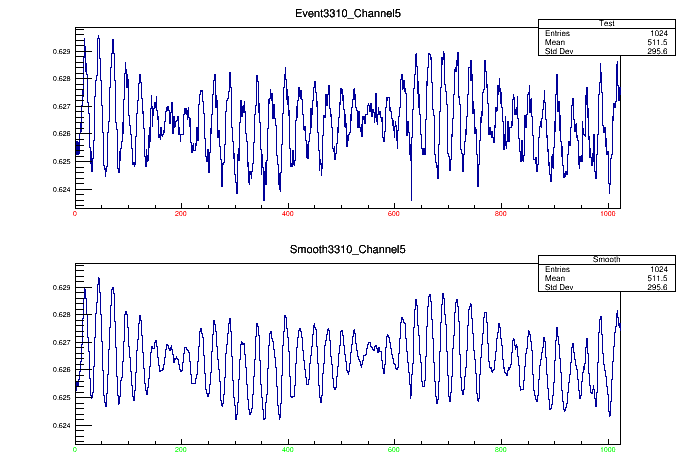 Event3310_Channel5
Test
Entries 1024
Mean 511.5
Std Dev 295.6
0.629
0.628
0.627
0.626
0.625
0.624
0 200 400 600 800 1000
Smooth3310_Channel5
Smooth
Entries 1024
Mean 511.5
Std Dev 295.6
0.629
0.628
0.627
0.626
0.625
0.624
0 200 400 600 800 1000